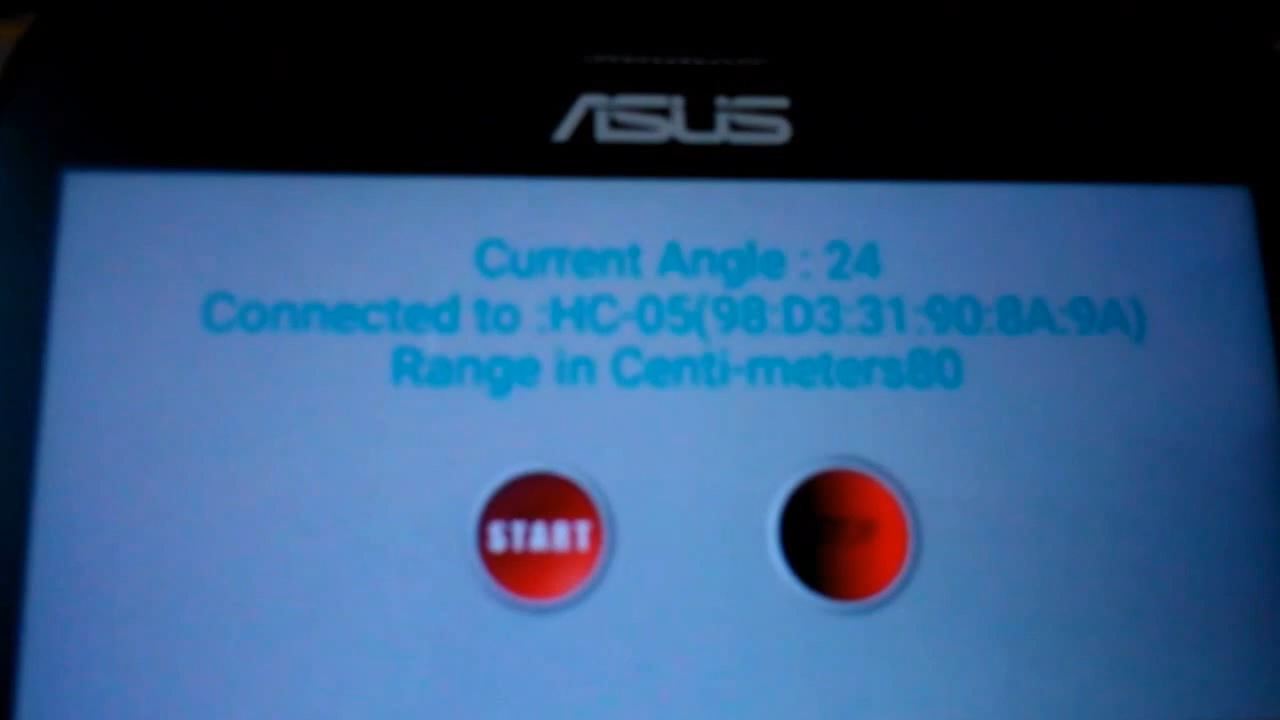 ASUS
Current Angle : 24
Connected to :HC-05(98:D3:31:90:8A:9A)
Range in Centi-meters80
START